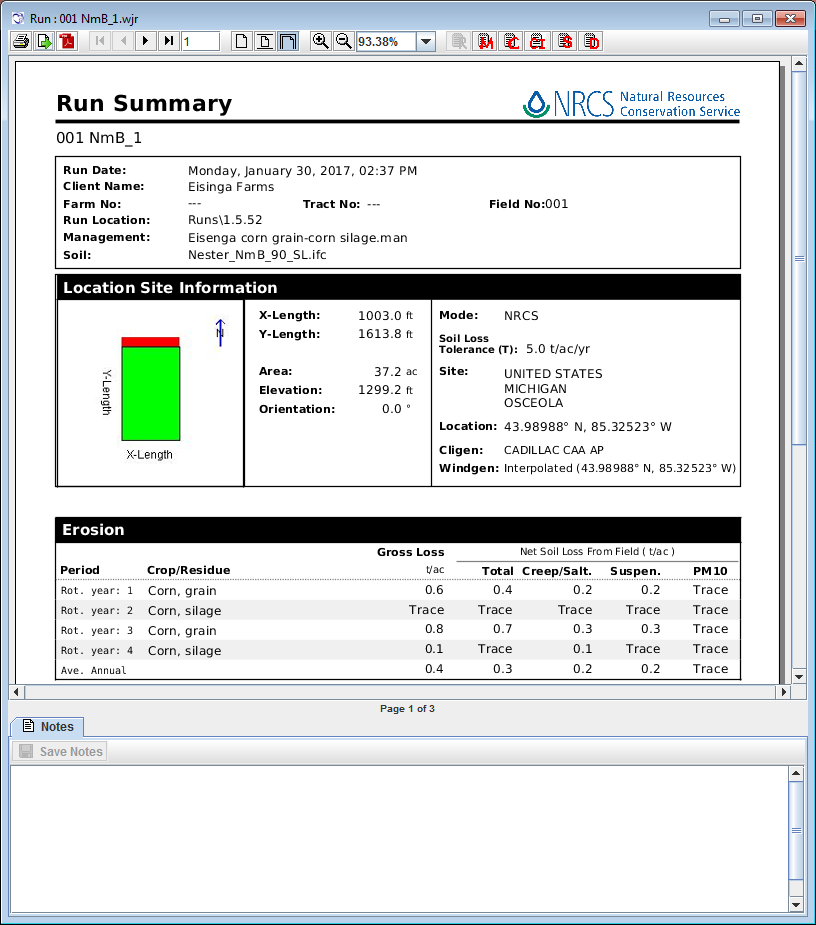 Run : 001 NmB_1.wjr
1
93.38%
Run Summary
NRCS Natural Resources
Conservation Service
001 NmB_1
Run Date: Monday, January 30, 2017, 02:37 PM
Client Name: Eisinga Farms
Farm No: --- Tract No: --- Field No:001
Run Location: Runs\1.5.52
Management: Eisenga corn grain-corn silage.man
Soil: Nester_NmB_90_SL.ifc
Location Site Information
N
Y-Length
X-Length
X-Length: 1003.0 ft
Y-Length: 1613.8 ft
Area: 37.2 ac
Elevation: 1299.2 ft
Orientation: 0.0 °
Mode: NRCS
Soil Loss
Tolerance (T): 5.0 t/ac/yr
Site: UNITED STATES
MICHIGAN
OSCEOLA
Location: 43.98988° N, 85.32523° W
Cligen: CADILLAC CAA AP
Windgen: Interpolated (43.98988° N, 85.32523° W)
Erosion
Gross Loss Net Soil Loss From Field ( t/ac )
Period Crop/Residue t/ac Total Creep/Salt. Suspen. PM10
Rot. year: 1 Corn, grain 0.6 0.4 0.2 0.2 Trace
Rot. year: 2 Corn, silage Trace Trace Trace Trace Trace
Rot. year: 3 Corn, grain 0.8 0.7 0.3 0.3 Trace
Rot. year: 4 Corn, silage 0.1 Trace 0.1 Trace Trace
Ave. Annual 0.4 0.3 0.2 0.2 Trace
Page 1 of 3
Notes
Save Notes